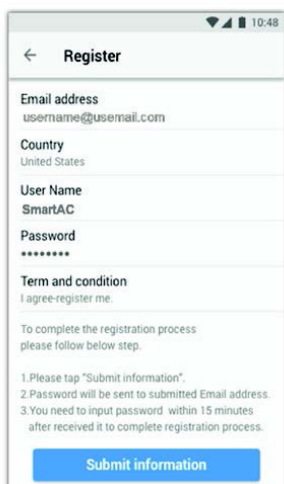 10:48
Register
Email address
username@usemail.com
Country
United States
User Name
SmartAC
Password
••••••••
Term and condition
I agree-register me.
To complete the registration process
please follow below step.
1.Please tap "Submit information".
2.Password will be sent to submitted Email address.
3.You need to input password within 15 minutes
after received it to complete registration process.
Submit information